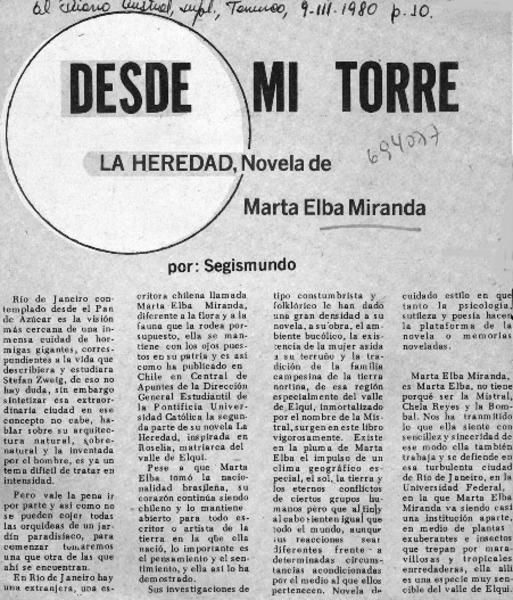 El Diario Austral, supl, Temuco, 9-III-1980 p. 10.
DESDE MI TORRE
694077
LA HEREDAD, Novela de
Marta Elba Miranda
por: Segismundo
Río de Janeiro con-
templado desde el Pan
de Azúcar es la visión
más cercana de una in-
mensa cuidad de hor-
migas gigantes, corres-
pondientes a la vida que
describiera y estudiara
Stefan Zweig, de eso no
hay duda, sin embargo
sintetizar esa extraor-
dinaria ciudad en ese
concepto no cabe, ha-
blar sobre su arquitec-
tura natural, sobre-
natural y la inventada
por el hombre, es ya un
tema difícil de tratar en
intensidad.
Pero vale la pena ir
por parte y así como no
se pueden cojer todas
las orquídeas de un jar-
dín paradisíaco, para
comenzar tomaremos
una que otra de las que
ahí se encuentran.
En Río de Janeiro hay
una extranjera, una es-
critora chilena llamada
Marta Elba Miranda,
diferente a la flora y a la
fauna que la rodea por-
supuesto, ella se man-
tiene con los ojos puestos
en su patria y es así
como ha publicado en
Chile en Central de
Apuntes de la Dirección
General Estudiantil de
la Pontificia Univer-
sidad Católica la segun-
da parte de su novela La
Heredad, inspirada en
Roselia, matriarca del
valle de Elqui.
Pese a que Marta
Elba tomó la nacio-
nalidad brasileña, su
corazón continúa siendo
chileno y lo mantiene
abierto para todo es-
critor o artista de la
tierra en la que ella
nació, lo importante es
el pensamiento y el sen-
timiento, y ella así lo ha
demostrado.
Sus investigaciones de
tipo constumbrista y
folklórico le han dado
una gran densidad a su
novela, a su obra, el am-
biente bucólico, la exis-
tencia de la mujer asida
a su terruño y la tra-
dición de la familia
campesina de la tierra
nortina, de esa región
especialmente del valle
de Elqui, inmortalizado
por el nombre de la Mis-
tral, surgen en este libro
vigorosamente. Existe
en la pluma de Marta
Elba el impulso de un
clima geográfico es-
pecial, el sol, la tierra y
los eternos conflictos
de ciertos grupos hu-
manos pero que al fin y
al cabo sienten igual que
todo el mundo, aunque
sus reacciones sear
diferentes frente a
determinadas circuns-
tancias acondicionadas
por el medio al que ellos
pertenecen. Novela de
cuidado estilo en que
tanto la psicología,
sutileza y poesía hacen
la plataforma de la
novela o memorias
noveladas.
Marta Elba Miranda,
es Marta Elba, no tiene
porqué ser la Mistral,
Chela Reyes y la Bom-
bal. Nos ha tranmitido
lo que ella siente con
sencillez y sinceridad de
ese modo ella también
trabaja y se defiende en
esa turbulenta ciudad
de Río de Janeiro, en la
Universidad Federal,
en la que Marta Elba
Miranda va siendo casi
una institución aparte,
en medio de plantas
exuberantes e insectos
que trepan por mara-
villosas y tropicales
enrredaderas, ella allí
es una especie muy sen-
cible del valle de Elqui.